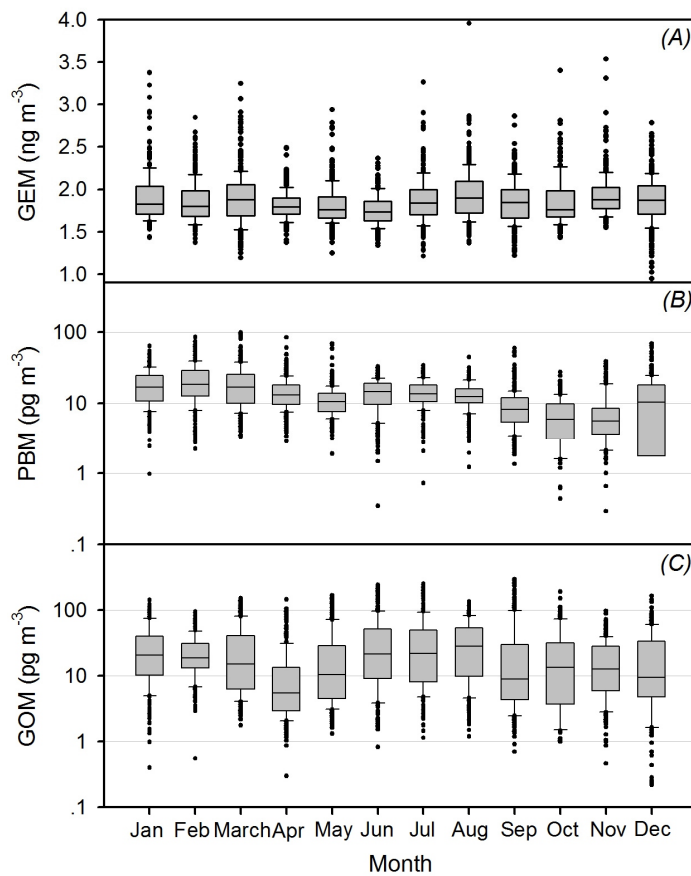 (A)
GEM (ng m-3)
4.0
3.5
3.0
2.5
2.0
1.5
1.0
(B)
PBM (pg m-3)
100
10
1
.1
(C)
GOM (pg m-3)
100
10
1
.1
Jan Feb March Apr May Jun Jul Aug Sep Oct Nov Dec
Month